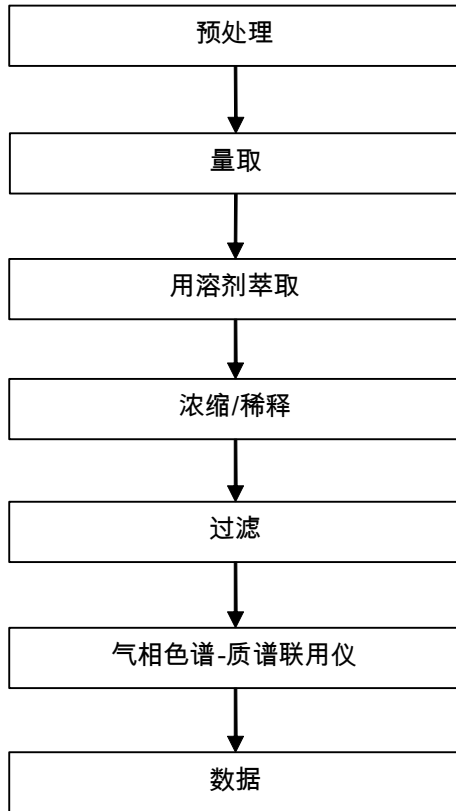 预处理
量取
用溶剂萃取
浓缩/稀释
过滤
气相色谱-质谱联用仪
数据